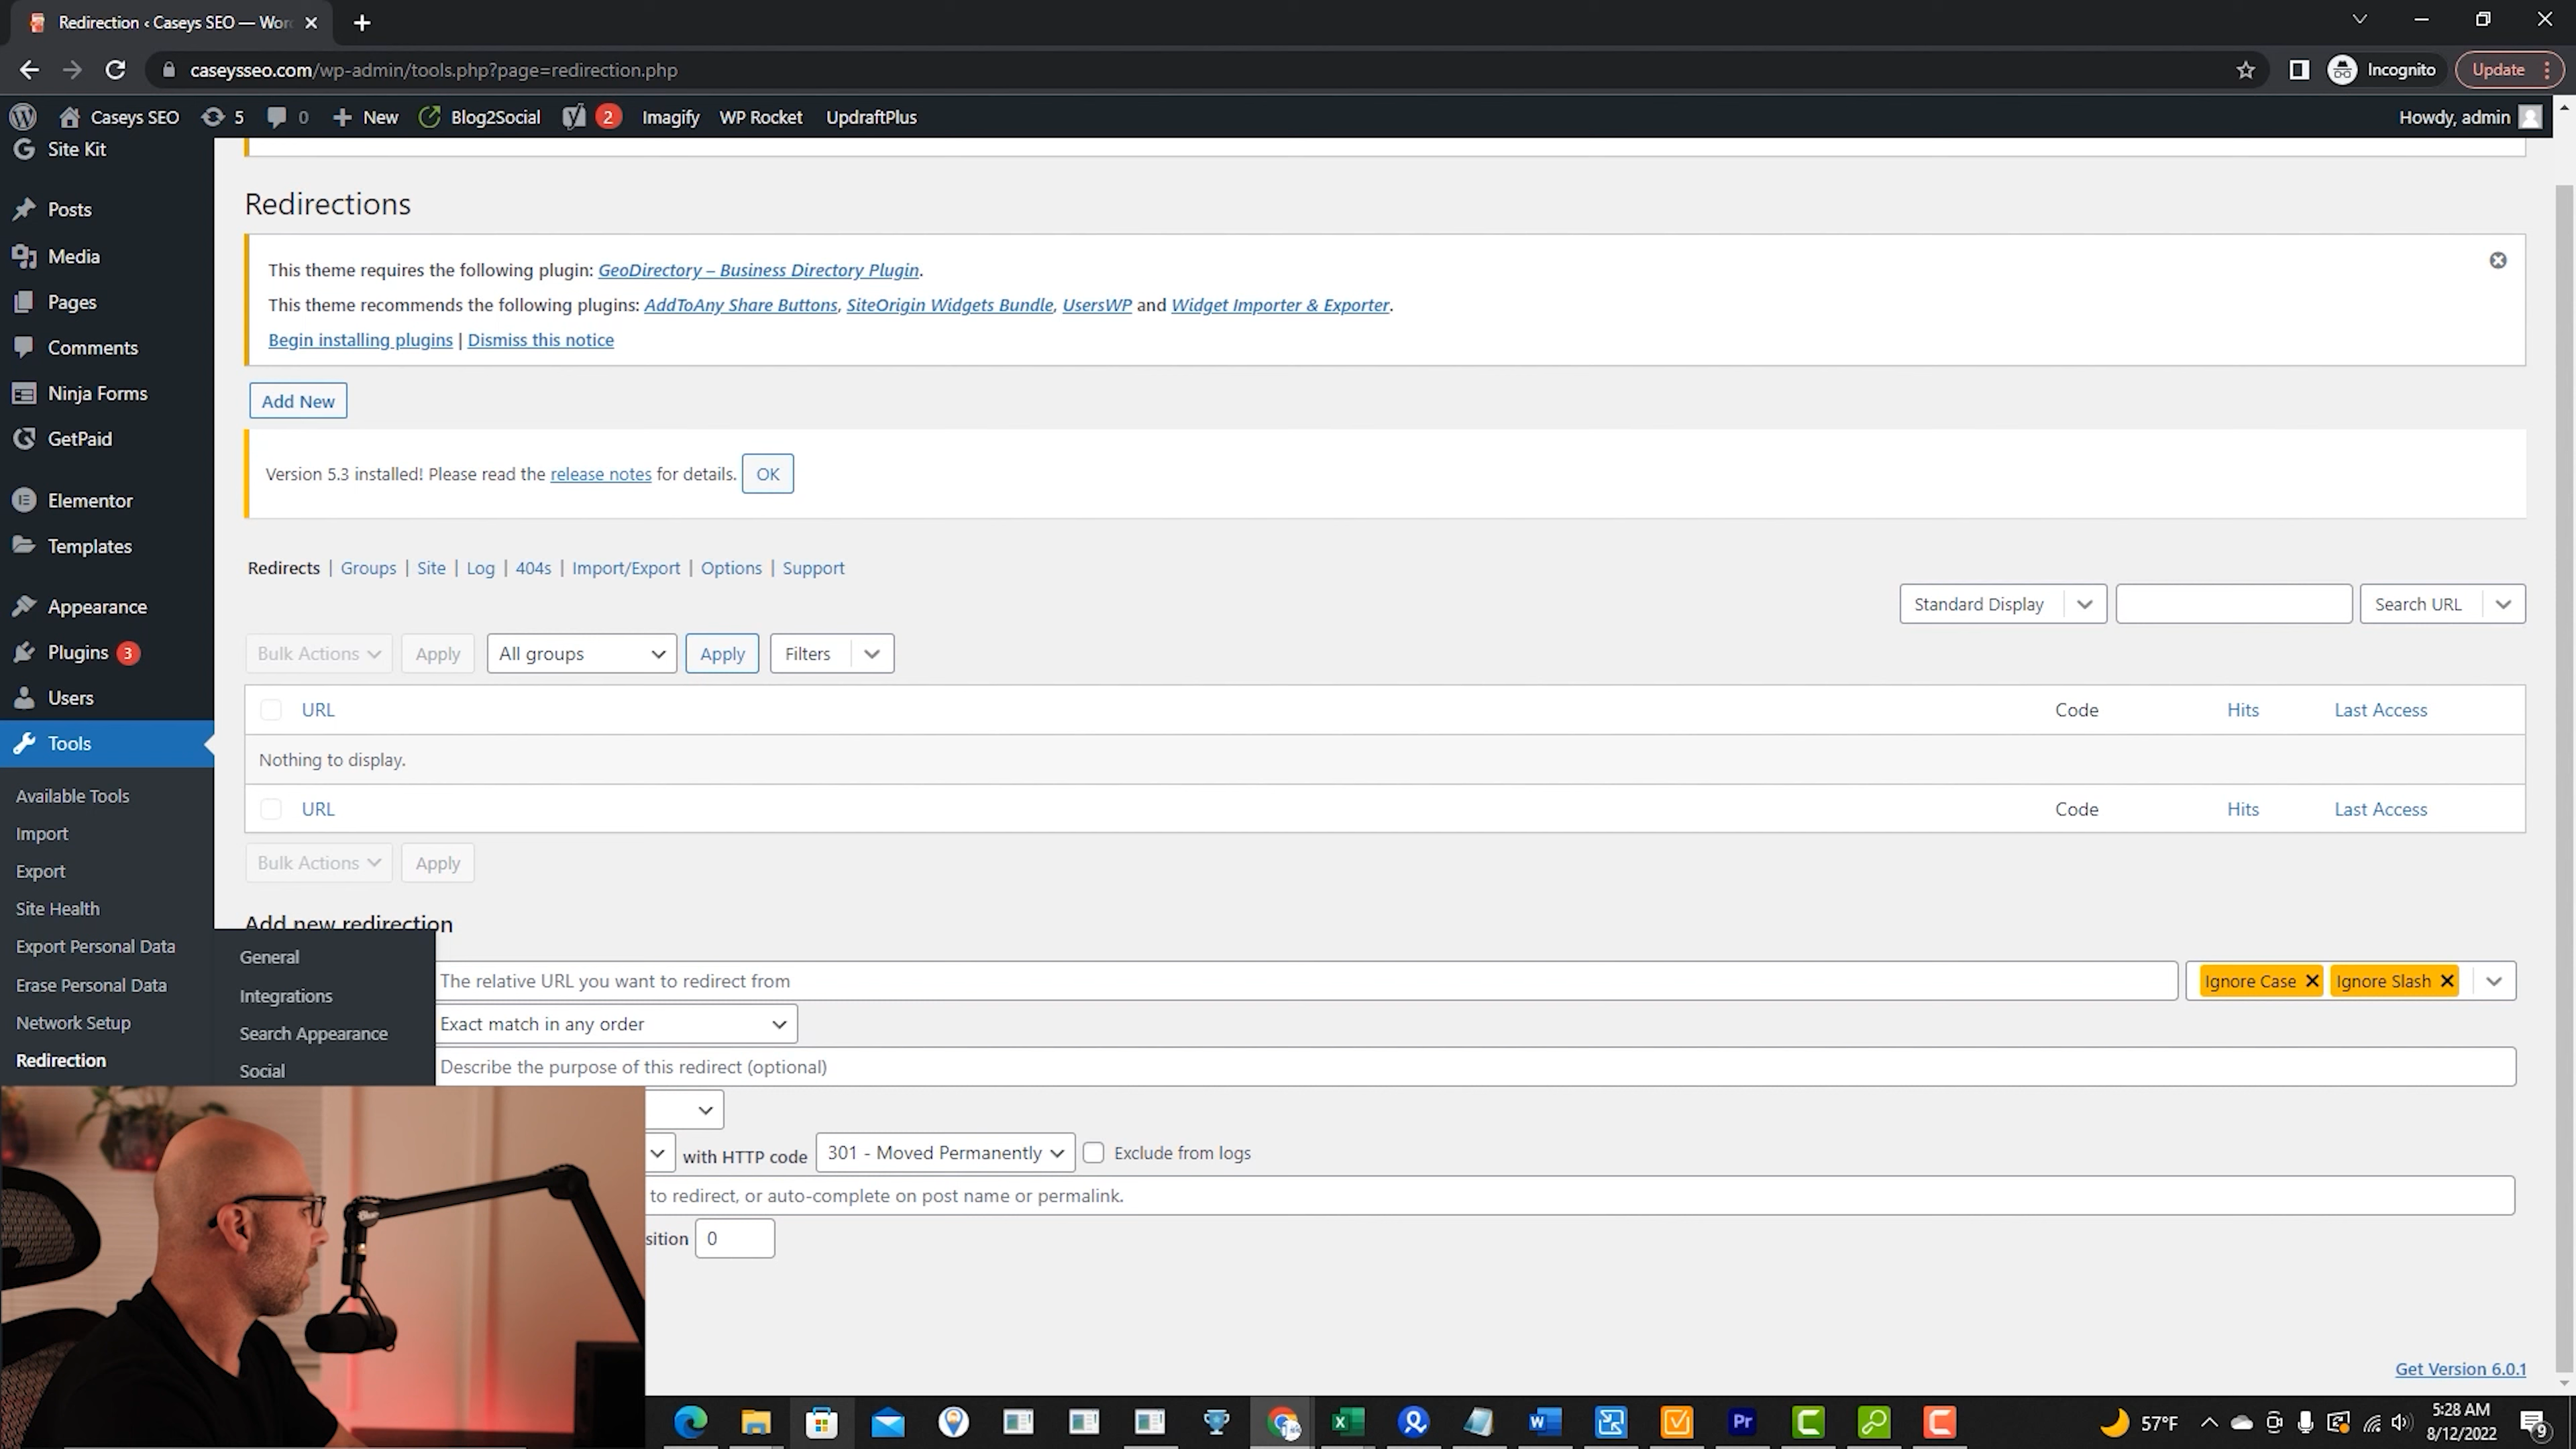 Redirection ‹ Caseys SEO — Wor
caseysseo.com/wp-admin/tools.php?page=redirection.php
Incognito
Update
Caseys SEO
5
0
New
Blog2Social
2
Imagify
WP Rocket
UpdraftPlus
Howdy, admin
Site Kit
Posts
Media
Pages
Comments
Ninja Forms
GetPaid
Elementor
Templates
Appearance
Plugins 3
Users
Tools
Available Tools
Import
Export
Site Health
Export Personal Data
Erase Personal Data
Network Setup
Redirection
General
Integrations
Search Appearance
Social
Redirections
This theme requires the following plugin: GeoDirectory – Business Directory Plugin.
This theme recommends the following plugins: AddToAny Share Buttons, SiteOrigin Widgets Bundle, UsersWP and Widget Importer & Exporter.
Begin installing plugins | Dismiss this notice
Add New
Version 5.3 installed! Please read the release notes for details. OK
Redirects | Groups | Site | Log | 404s | Import/Export | Options | Support
Standard Display
Search URL
Bulk Actions Apply All groups Apply Filters
URL Code Hits Last Access
Nothing to display.
URL Code Hits Last Access
Bulk Actions Apply
Add new redirection
The relative URL you want to redirect from
Ignore Case Ignore Slash
Exact match in any order
Describe the purpose of this redirect (optional)
with HTTP code 301 - Moved Permanently Exclude from logs
to redirect, or auto-complete on post name or permalink.
sition 0
Get Version 6.0.1
Pr
57°F
5:28 AM
8/12/2022
9